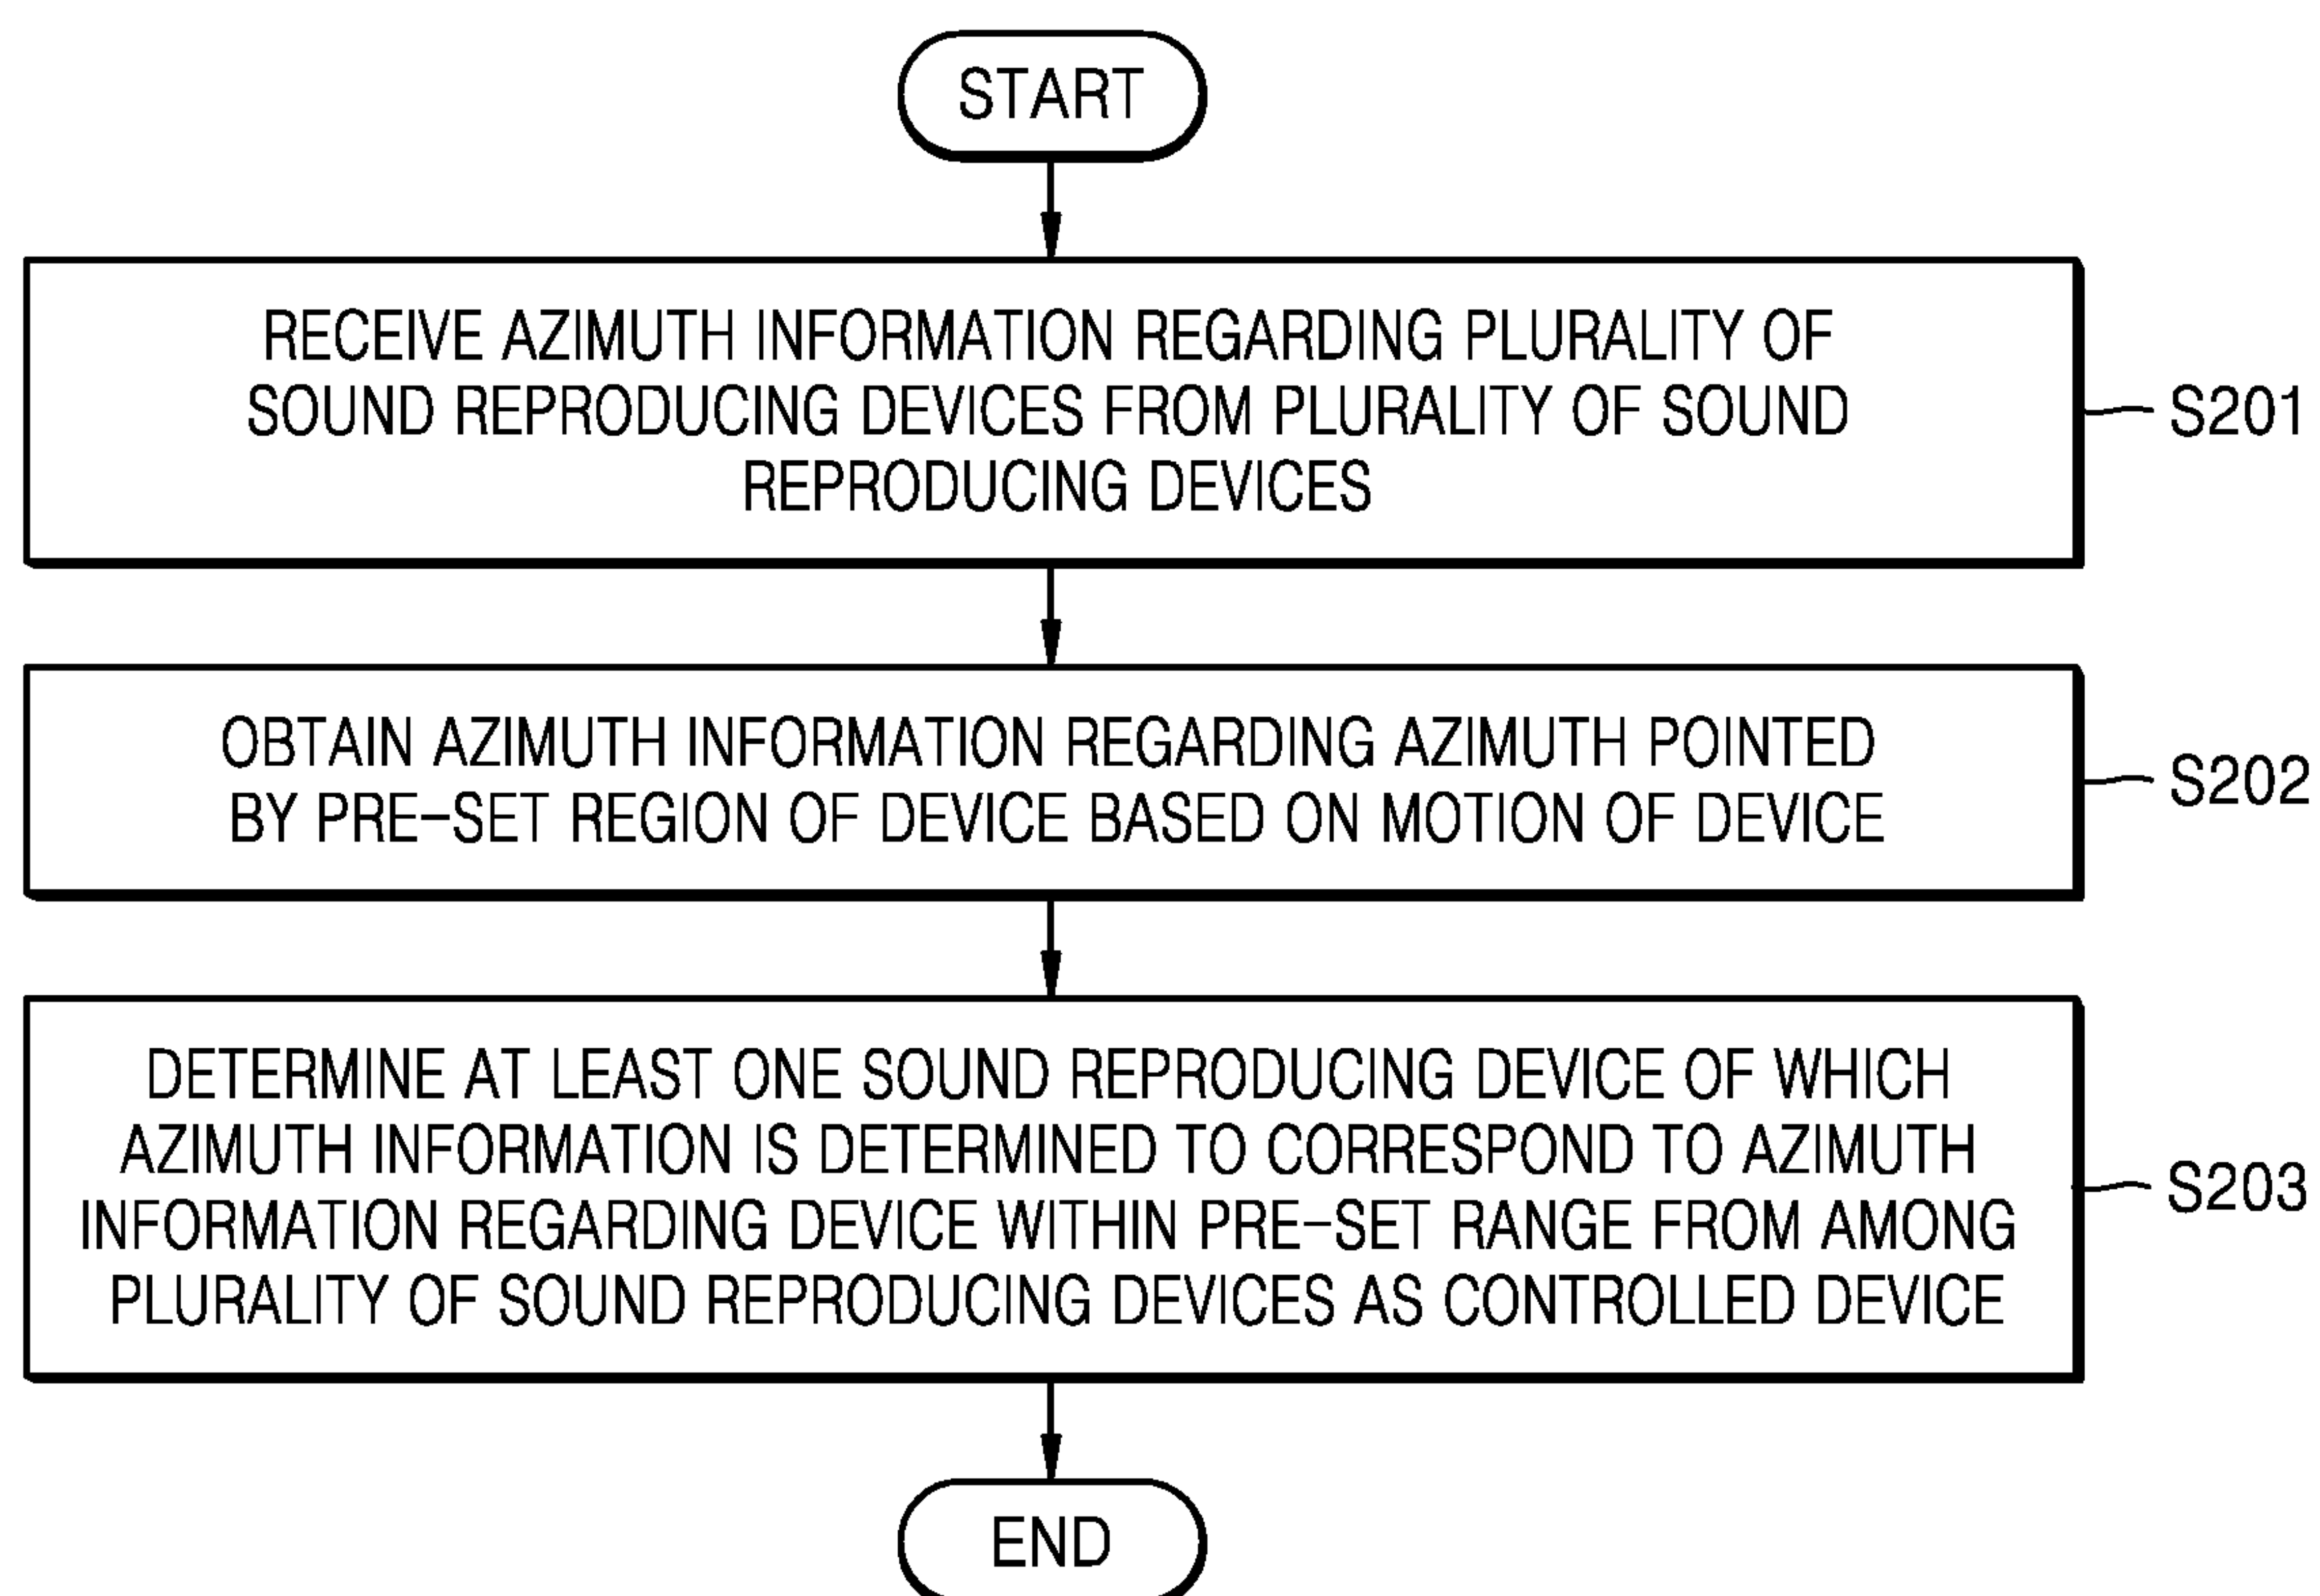 START
RECEIVE AZIMUTH INFORMATION REGARDING PLURALITY OF
SOUND REPRODUCING DEVICES FROM PLURALITY OF SOUND
REPRODUCING DEVICES
S201
OBTAIN AZIMUTH INFORMATION REGARDING AZIMUTH POINTED
BY PRE-SET REGION OF DEVICE BASED ON MOTION OF DEVICE
S202
DETERMINE AT LEAST ONE SOUND REPRODUCING DEVICE OF WHICH
AZIMUTH INFORMATION IS DETERMINED TO CORRESPOND TO AZIMUTH
INFORMATION REGARDING DEVICE WITHIN PRE-SET RANGE FROM AMONG
PLURALITY OF SOUND REPRODUCING DEVICES AS CONTROLLED DEVICE
S203
END